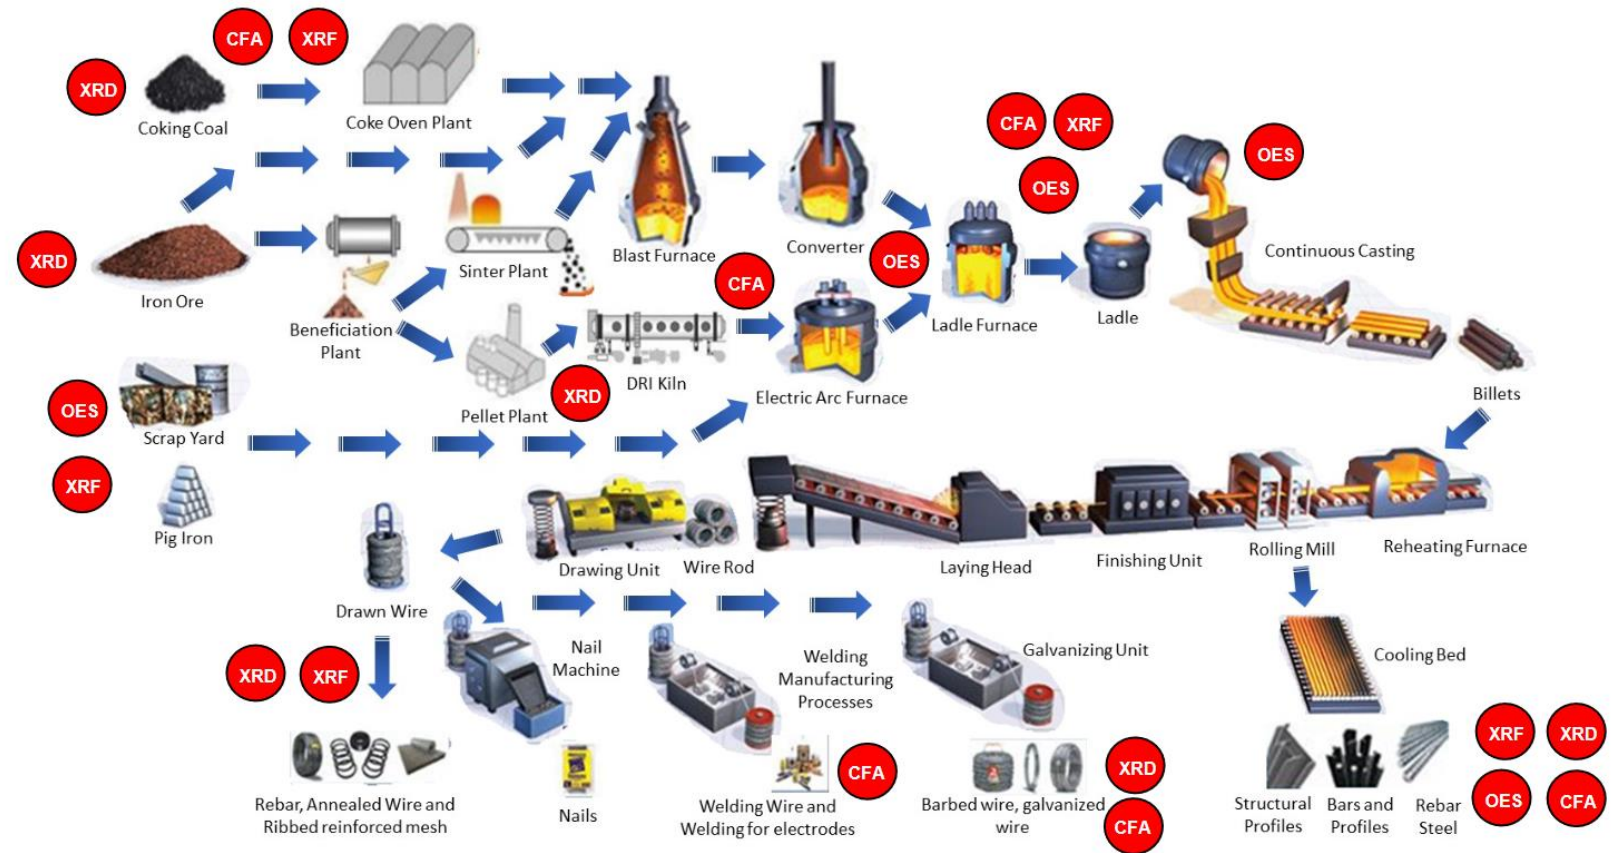 CFA
XRF
XRD
Coking Coal
Coke Oven Plant
CFA
XRF
OES
OES
XRD
Iron Ore
Beneficiation
Plant
Sinter Plant
Blast Furnace
Converter
CFA
OES
Ladle Furnace
Ladle
Continuous Casting
Pellet Plant
XRD
DRI Kiln
Electric Arc Furnace
Billets
OES
Scrap Yard
XRF
Pig Iron
Drawn Wire
Drawing Unit
Wire Rod
Laying Head
Finishing Unit
Rolling Mill
Reheating Furnace
XRD
XRF
Nail
Machine
Welding
Manufacturing
Processes
Galvanizing Unit
Cooling Bed
Rebar, Annealed Wire and
Ribbed reinforced mesh
Nails
CFA
Welding Wire and
Welding for electrodes
Barbed wire, galvanized
wire
XRD
CFA
Structural
Profiles
Bars and
Profiles
Rebar
Steel
XRF
XRD
OES
CFA